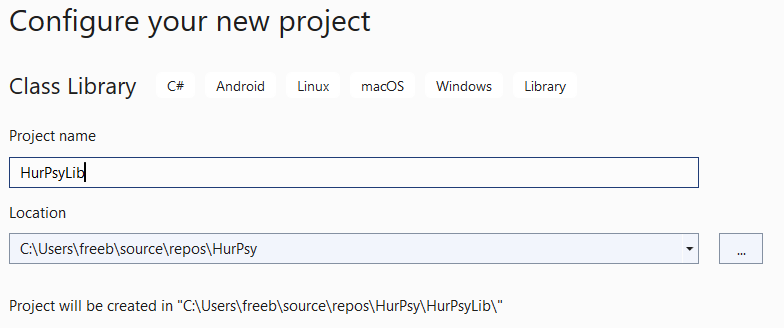 Configure your new project
Class Library C# Android Linux macOS Windows Library
Project name
HurPsyLib
Location
C:\Users\freeb\source\repos\HurPsy
...
Project will be created in "C:\Users\freeb\source\repos\HurPsy\HurPsyLib\"